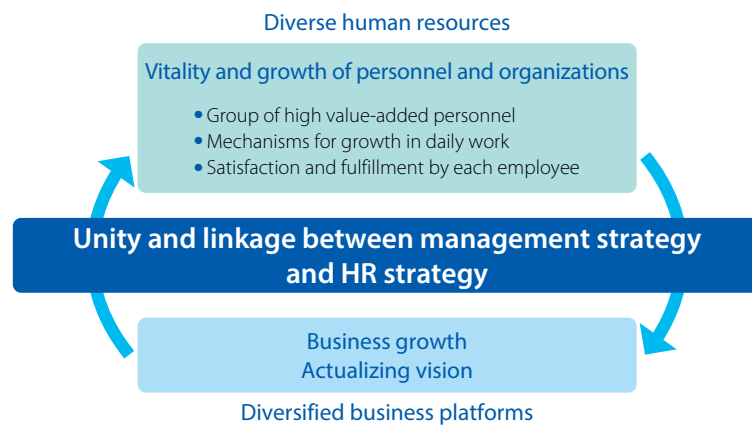 Diverse human resources
Vitality and growth of personnel and organizations
• Group of high value-added personnel
• Mechanisms for growth in daily work
• Satisfaction and fulfillment by each employee
Unity and linkage between management strategy
and HR strategy
Business growth
Actualizing vision
Diversified business platforms